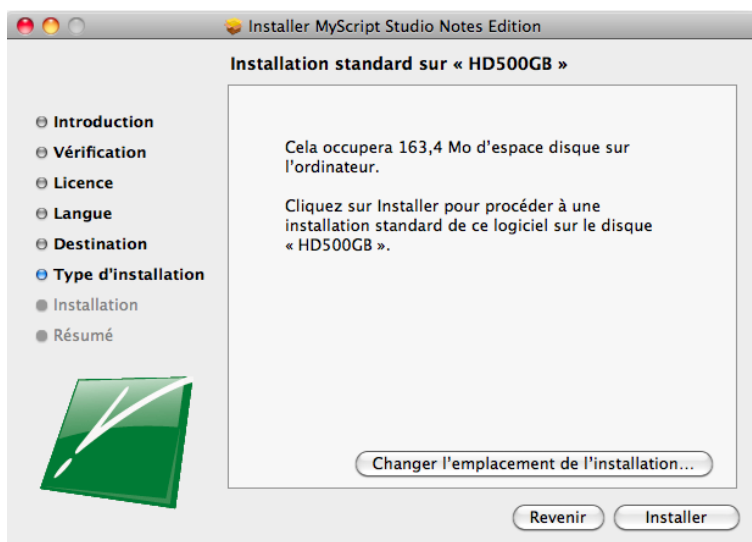 Installer MyScript Studio Notes Edition
Installation standard sur « HD500GB »
Introduction
Vérification
Licence
Langue
Destination
Type d'installation
Installation
Résumé
Cela occupera 163,4 Mo d'espace disque sur
l'ordinateur.
Cliquez sur Installer pour procéder à une
installation standard de ce logiciel sur le disque
« HD500GB ».
Changer l'emplacement de l'installation...
Revenir
Installer